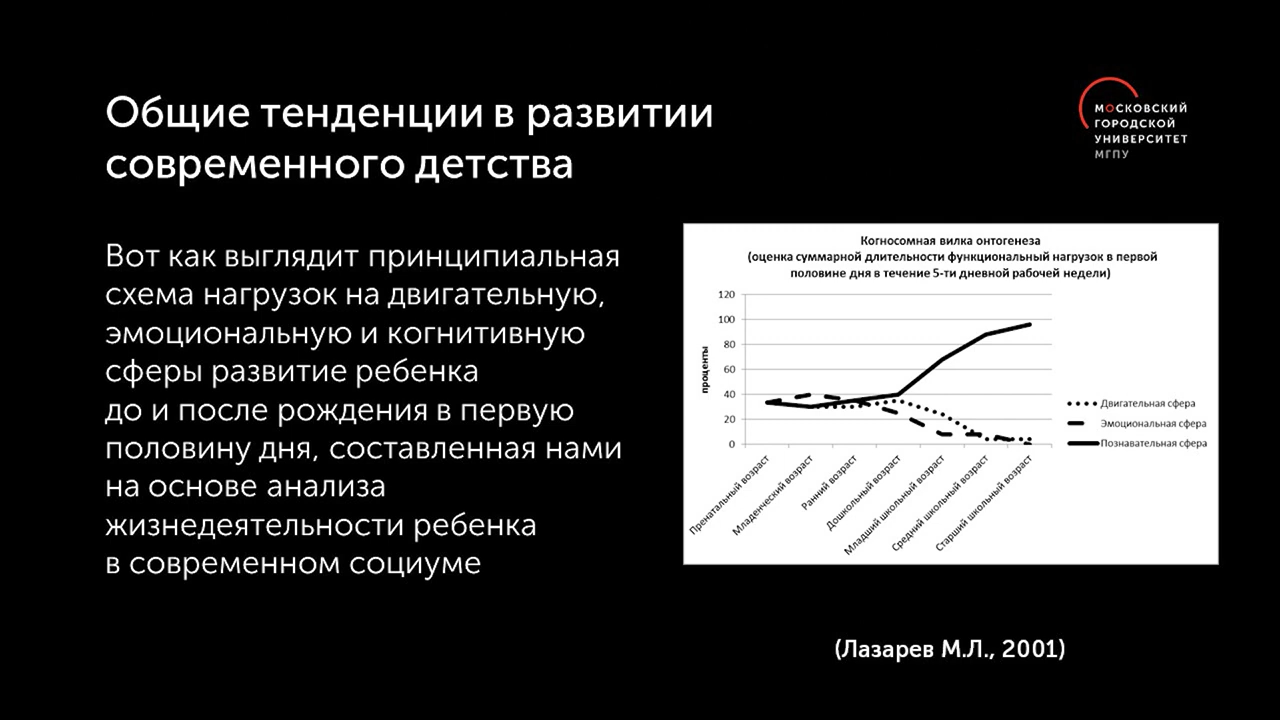 Общие тенденции в развитии
современного детства
МОСКОВСКИЙ
ГОРОДСКОЙ
УНИВЕРСИТЕТ
МГПУ
Вот как выглядит принципиальная
схема нагрузок на двигательную,
эмоциональную и когнитивную
сферы развитие ребенка
до и после рождения в первую
половину дня, составленная нами
на основе анализа
жизнедеятельности ребенка
в современном социуме
Когносомная вилка онтогенеза
(оценка суммарной длительности функциональный нагрузок в первой
половине дня в течение 5-ти дневной рабочей недели)
проценты
120
100
80
60
40
20
0
Пренатальный возраст
Младенческий возраст
Ранний возраст
Дошкольный возраст
Младший школьный возраст
Средний школьный возраст
Старший школьный возраст
Двигательная сфера
Эмоциональная сфера
Познавательная сфера
(Лазарев М.Л., 2001)